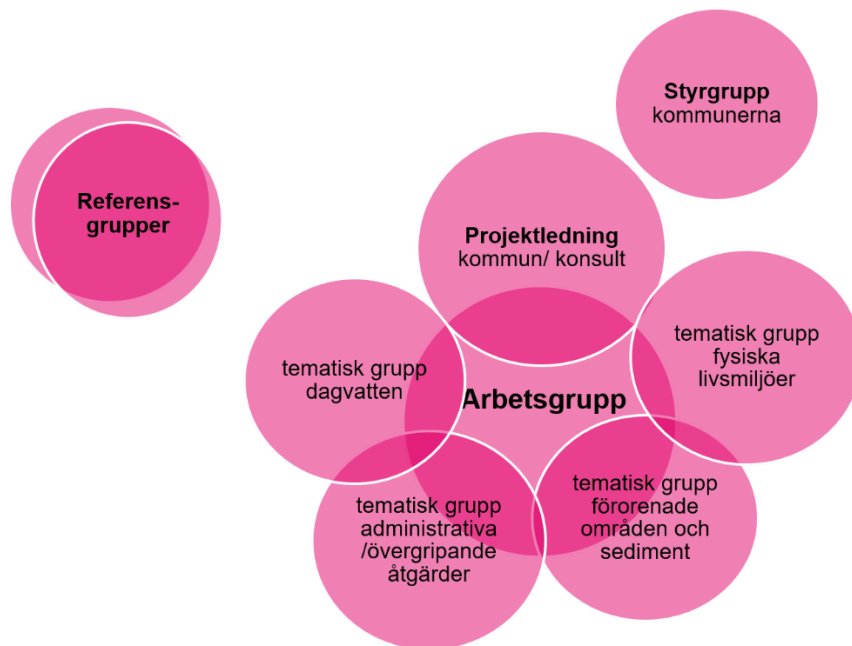 Styrgrupp
kommunerna
Referens-
grupper
Projektledning
kommun/ konsult
tematisk grupp
fysiska
livsmiljöer
tematisk grupp
dagvatten
Arbetsgrupp
tematisk grupp
administrativa
/övergripande
åtgärder
tematisk grupp
förorenade
områden och
sediment